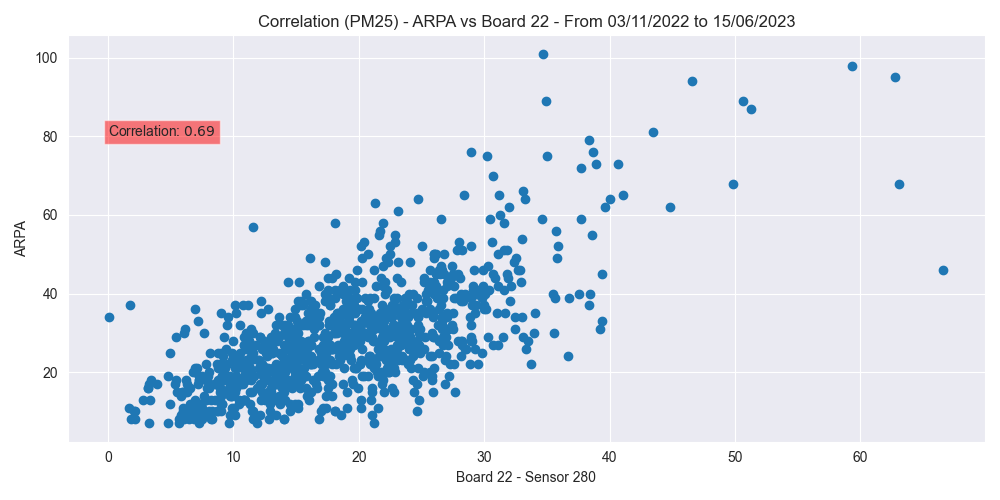 Correlation (PM25) - ARPA vs Board 22 - From 03/11/2022 to 15/06/2023
100
80
60
40
20
ARPA
Correlation: 0.69
0 10 20 30 40 50 60
Board 22 - Sensor 280